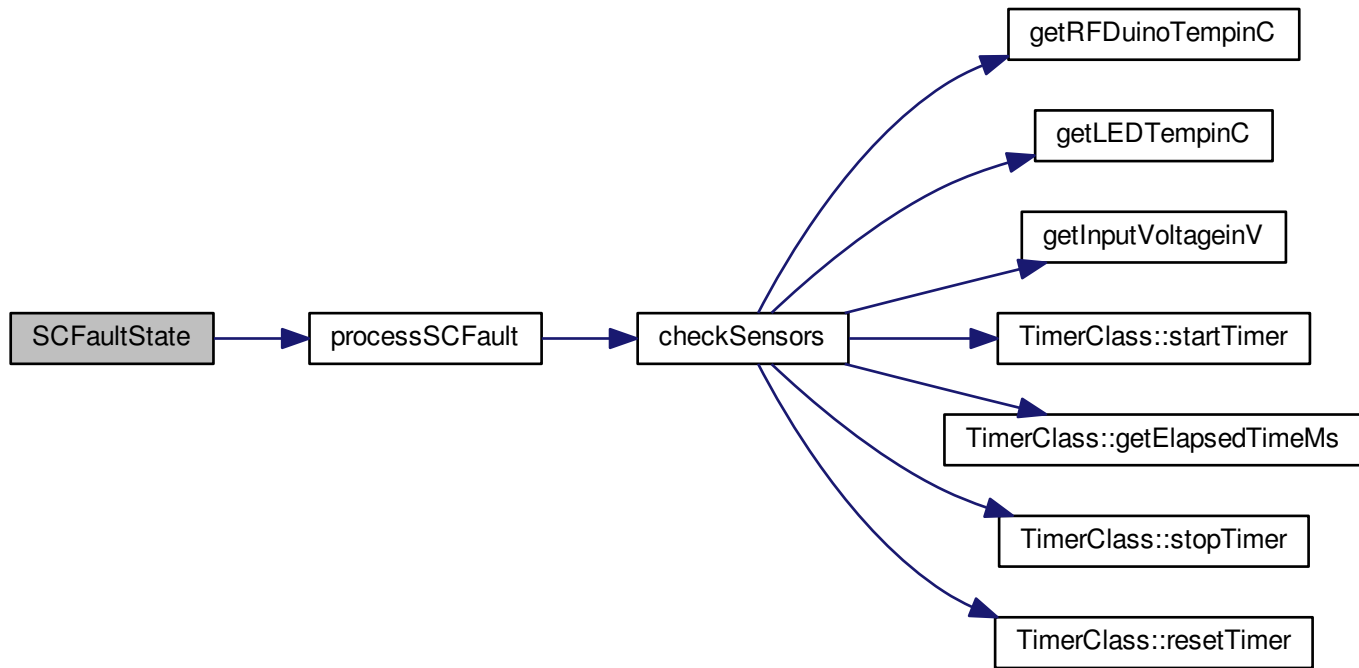 getRFDuinoTempinC
getLEDTempinC
getInputVoltageinV
SCFaultState
processSCFault
checkSensors
TimerClass::startTimer
TimerClass::getElapsedTimeMs
TimerClass::stopTimer
TimerClass::resetTimer